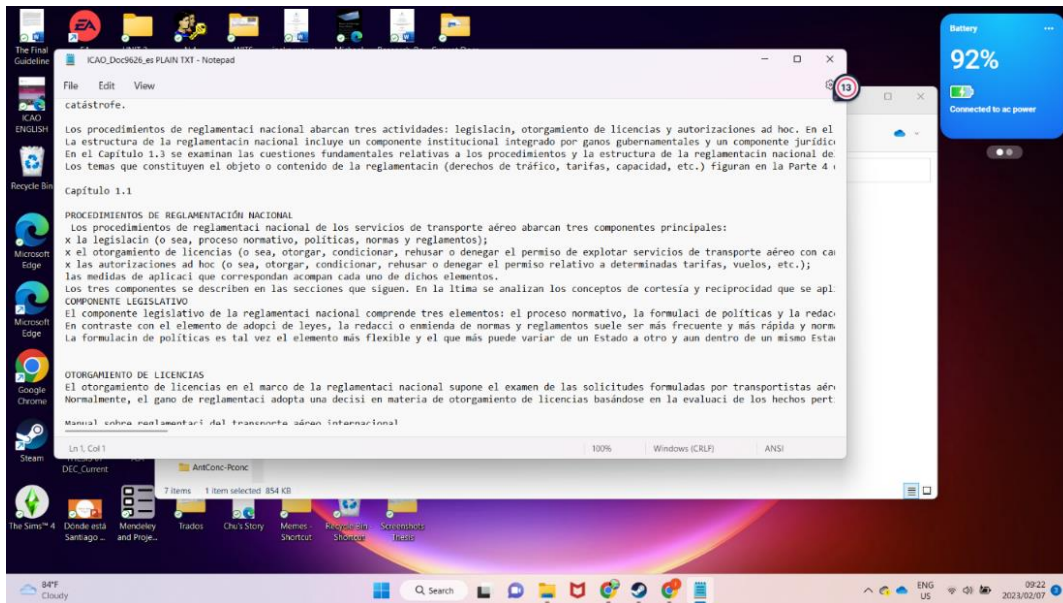 The Final
Guideline
ICAO
ENGLISH
Recycle Bin
Microsoft
Edge
Microsoft
Edge
Google
Chrome
Steam
The Sims™ 4
EA
ICAO_Doc9626_es PLAIN TXT - Notepad
File Edit View
13
catástrofe.
Los procedimientos de reglamentaci nacional abarcan tres actividades: legislacin, otorgamiento de licencias y autorizaciones ad hoc. En el
La estructura de la reglamentacin nacional incluye un componente institucional integrado por ganos gubernamentales y un componente jurídic
En el Capítulo 1.3 se examinan las cuestiones fundamentales relativas a los procedimientos y la estructura de la reglamentacin nacional de
Los temas que constituyen el objeto o contenido de la reglamentacin (derechos de tráfico, tarifas, capacidad, etc.) figuran en la Parte 4
Capítulo 1.1
PROCEDIMIENTOS DE REGLAMENTACIÓN NACIONAL
Los procedimientos de reglamentaci nacional de los servicios de transporte aéreo abarcan tres componentes principales:
x la legislacin (o sea, proceso normativo, políticas, normas y reglamentos);
x el otorgamiento de licencias (o sea, otorgar, condicionar, rehusar o denegar el permiso de explotar servicios de transporte aéreo con
x las autorizaciones ad hoc (o sea, otorgar, condicionar, rehusar o denegar el permiso relativo a determinadas tarifas, vuelos, etc.);
las medidas de aplicaci que correspondan acompan cada uno de dichos elementos.
Los tres componentes se describen en las secciones que siguen. En la ltima se analizan los conceptos de cortesía y reciprocidad que se apl
COMPONENTE LEGISLATIVO
El componente legislativo de la reglamentaci nacional comprende tres elementos: el proceso normativo, la formulaci de políticas y la redac
En contraste con el elemento de adopci de leyes, la redacci o enmienda de normas y reglamentos suele ser más frecuente y más rápida y norm
La formulacin de políticas es tal vez el elemento más flexible y el que más puede variar de un Estado a otro y aun dentro de un mismo Esta
OTORGAMIENTO DE LICENCIAS
El otorgamiento de licencias en el marco de la reglamentaci nacional supone el examen de las solicitudes formuladas por transportistas aér
Normalmente, el gano de reglamentaci adopta una decisi en materia de otorgamiento de licencias basándose en la evaluaci de los hechos pert
Manual sobre reglamentaci del transporte aéreo internacional
Ln 1, Col 1 100% Windows (CRLF) ANSI
DEC_Current
AntConc-Pconc
7 items 1 item selected 854 KB
Dónde está
Santiago ...
Mendeley
and Proje...
Trados
Chu's Story
Memes -
Shortcut
Recycle Bin
Shortcut
Screenshots
Thesis
Battery ...
92%
Connected to ac power
84°F
Cloudy
Search
ENG
US
09:22
2023/02/07